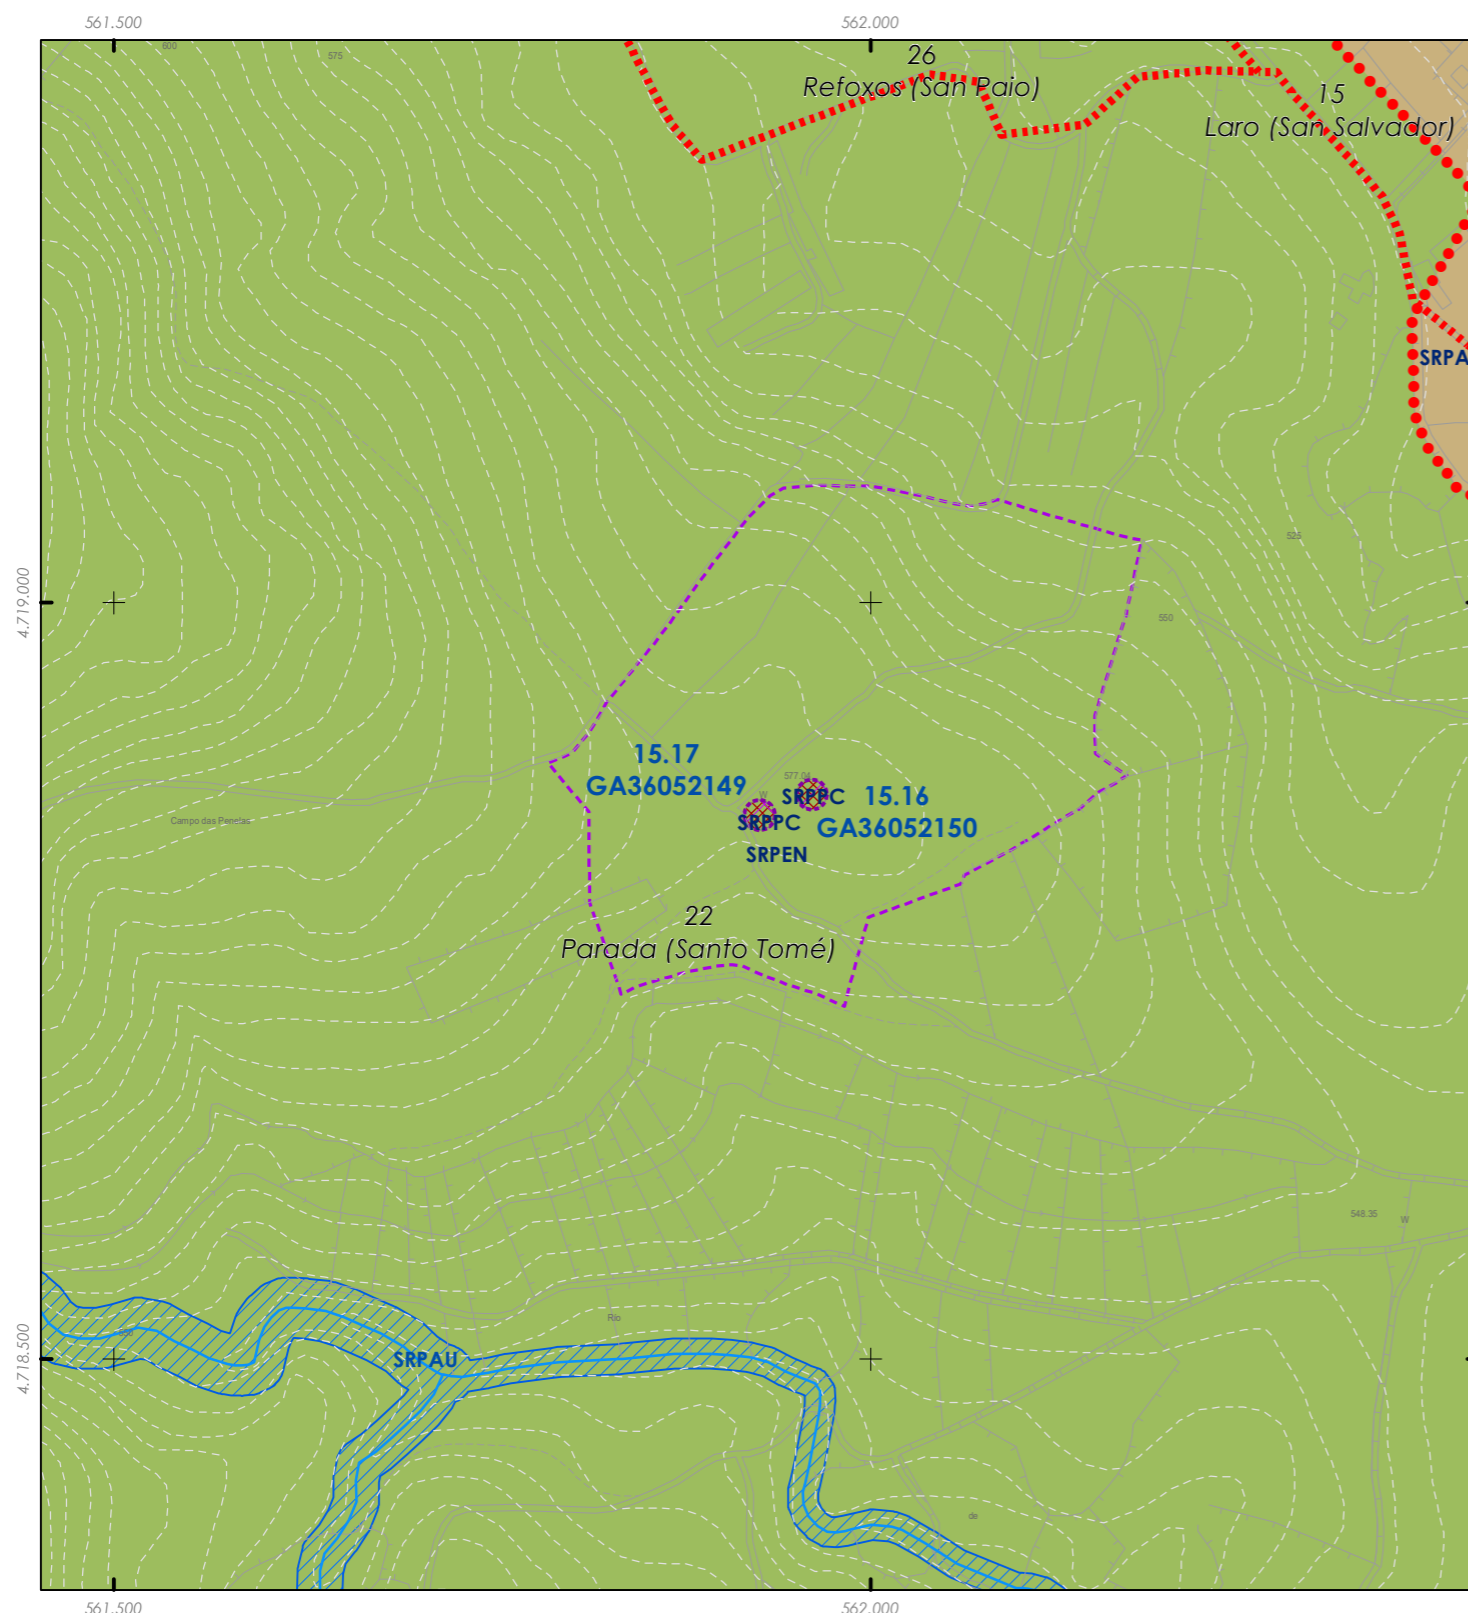 561.500
562.000
600
575
26
Refoxos (San Paio)
15
Laro (San Salvador)
SRPA
525
4.719.000
550
15.17
GA36052149
577.04
W
SRPPC
15.16
SRPPC
GA36052150
SRPEN
Campo das Penelas
22
Parada (Santo Tomé)
548.35
W
Rio
550
SRPAU
4.718.500
de
561.500
562.000